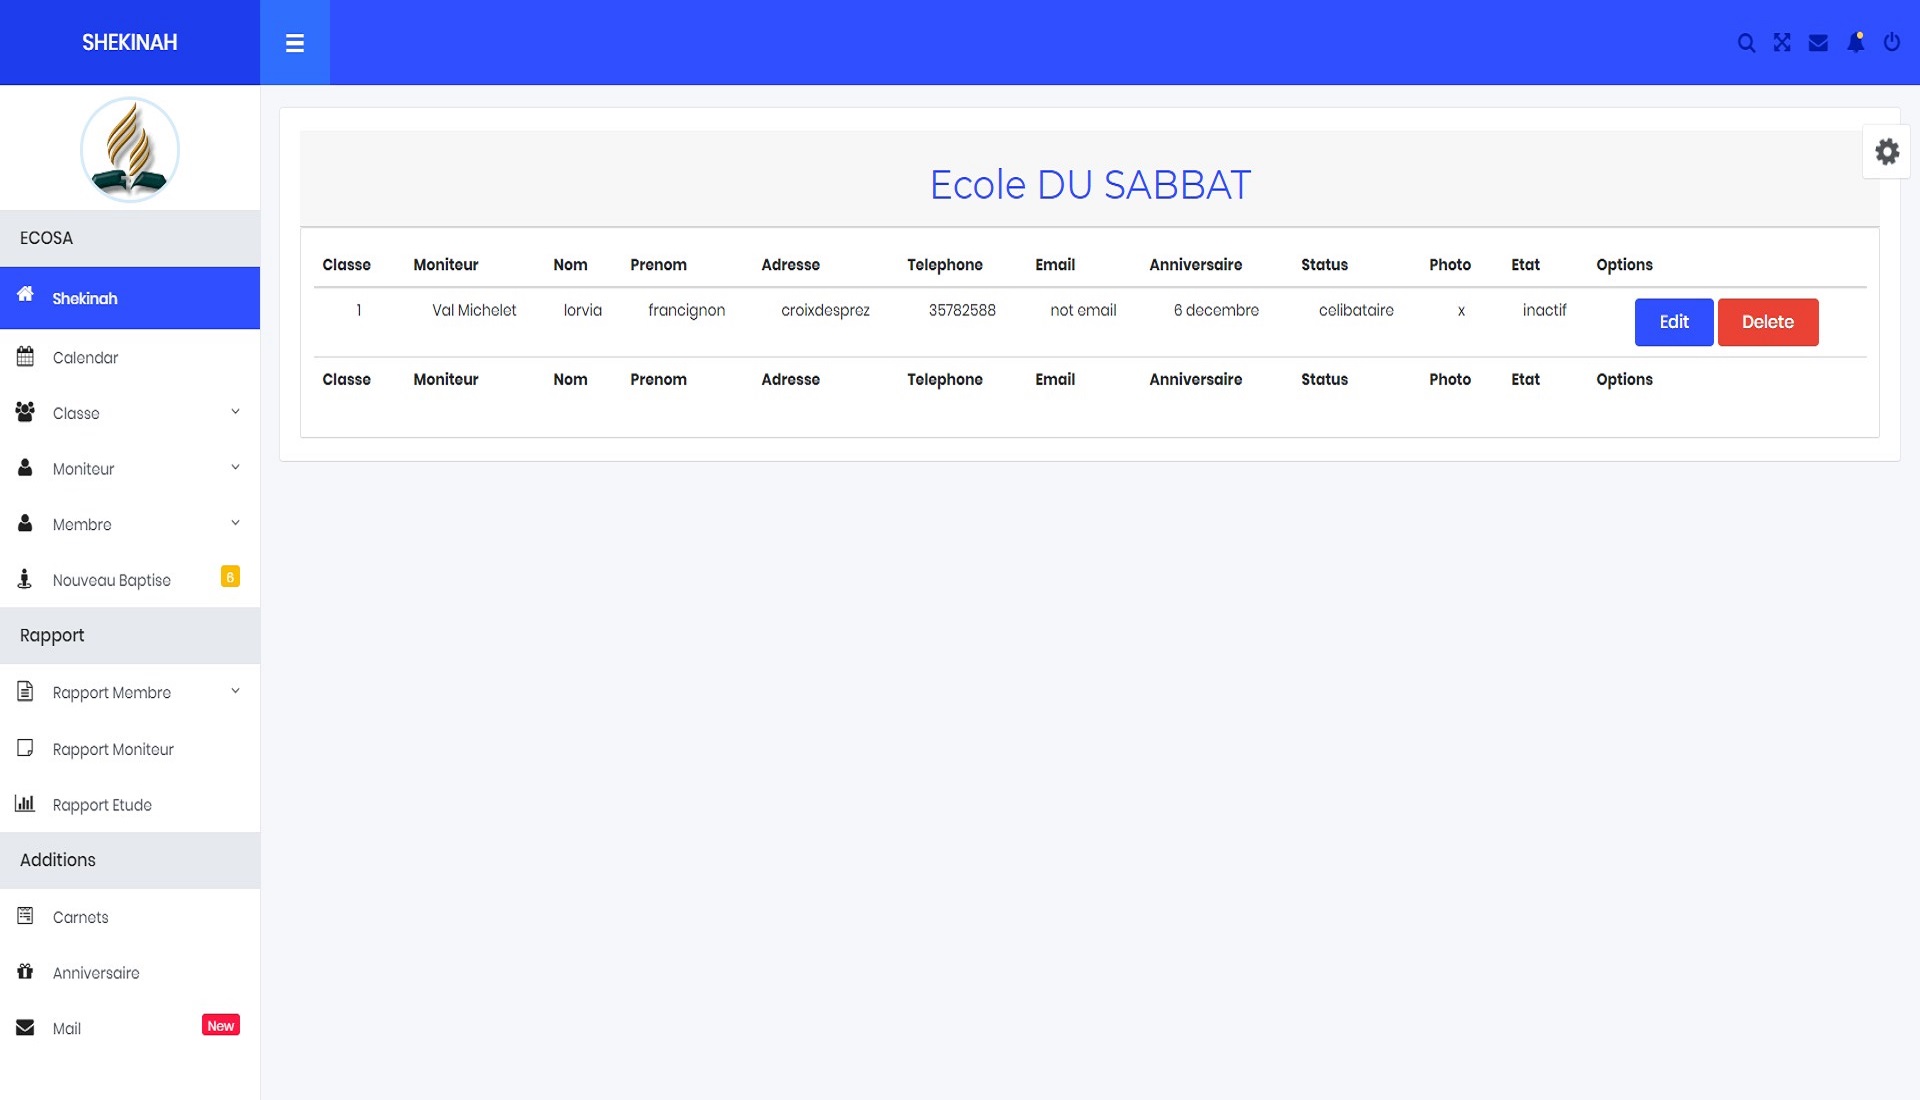 SHEKINAH
ECOSA
Shekinah
Calendar
Classe
Moniteur
Membre
Nouveau Baptise 6
Rapport
Rapport Membre
Rapport Moniteur
Rapport Etude
Additions
Carnets
Anniversaire
Mail New
Ecole DU SABBAT
Classe Moniteur Nom Prenom Adresse Telephone Email Anniversaire Status Photo Etat Options
1 Val Michelet lorvia francignon croixdesprez 35782588 not email 6 decembre celibataire x inactif Edit Delete
Classe Moniteur Nom Prenom Adresse Telephone Email Anniversaire Status Photo Etat Options